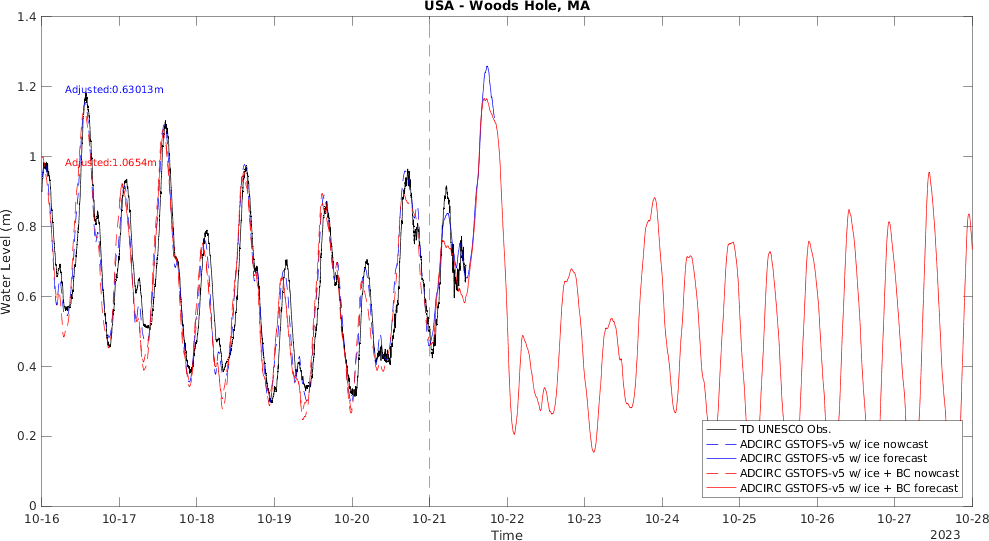 USA - Woods Hole, MA
1.4
1.2
1
0.8
0.6
0.4
0.2
0
Water Level (m)
Adjusted:0.63013m
Adjusted:1.0654m
10-16 10-17 10-18 10-19 10-20 10-21 10-22 10-23 10-24 10-25 10-26 10-27 10-28
Time
2023
TD UNESCO Obs.
ADCIRC GSTOFS-v5 w/ ice nowcast
ADCIRC GSTOFS-v5 w/ ice forecast
ADCIRC GSTOFS-v5 w/ ice + BC nowcast
ADCIRC GSTOFS-v5 w/ ice + BC forecast